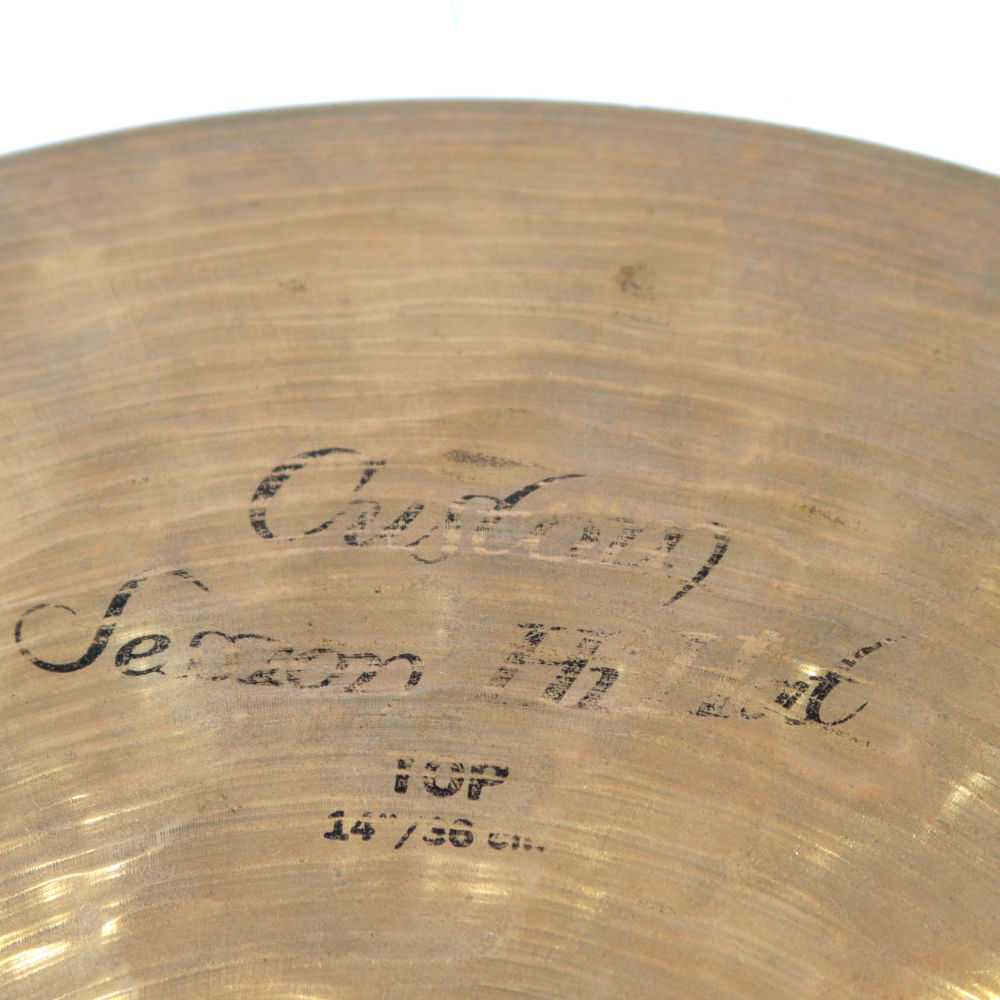 Custom
Session Hi Hat
TOP
14"/36 cm.